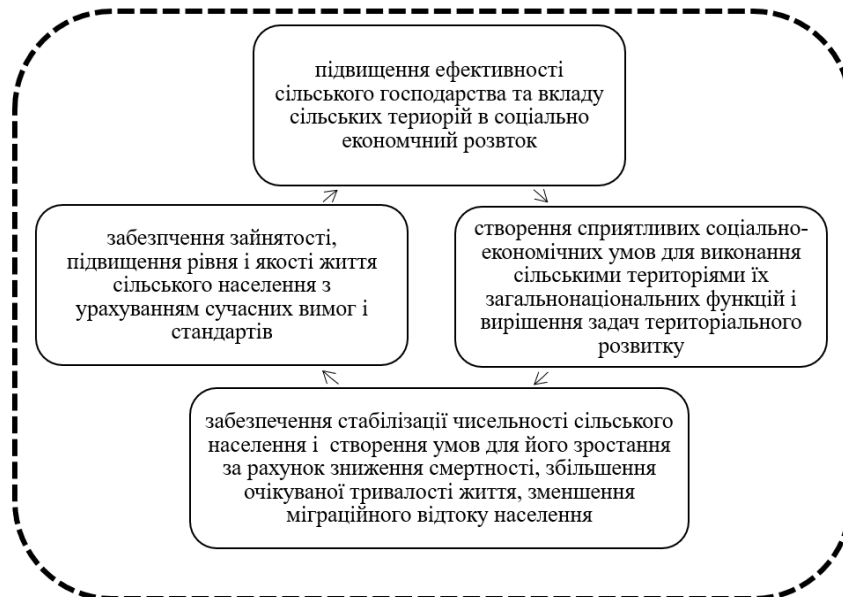 підвищення ефективності
сільського господарства та вкладу
сільських териорій в соціально
економчний розвток
забезпчення зайнятості,
підвищення рівня і якості життя
сільського населення з
урахуванням сучасних вимог і
стандартів
створення сприятливих соціально-
економічних умов для виконання
сільськими територіями їх
загальнонаціональних функцій і
вирішення задач територіального
розвитку
забезпечення стабілізації чисельності сільського
населення і  створення умов для його зростання
за рахунок зниження смертності, збільшення
очікуваної тривалості життя, зменшення
міграційного відтоку населення